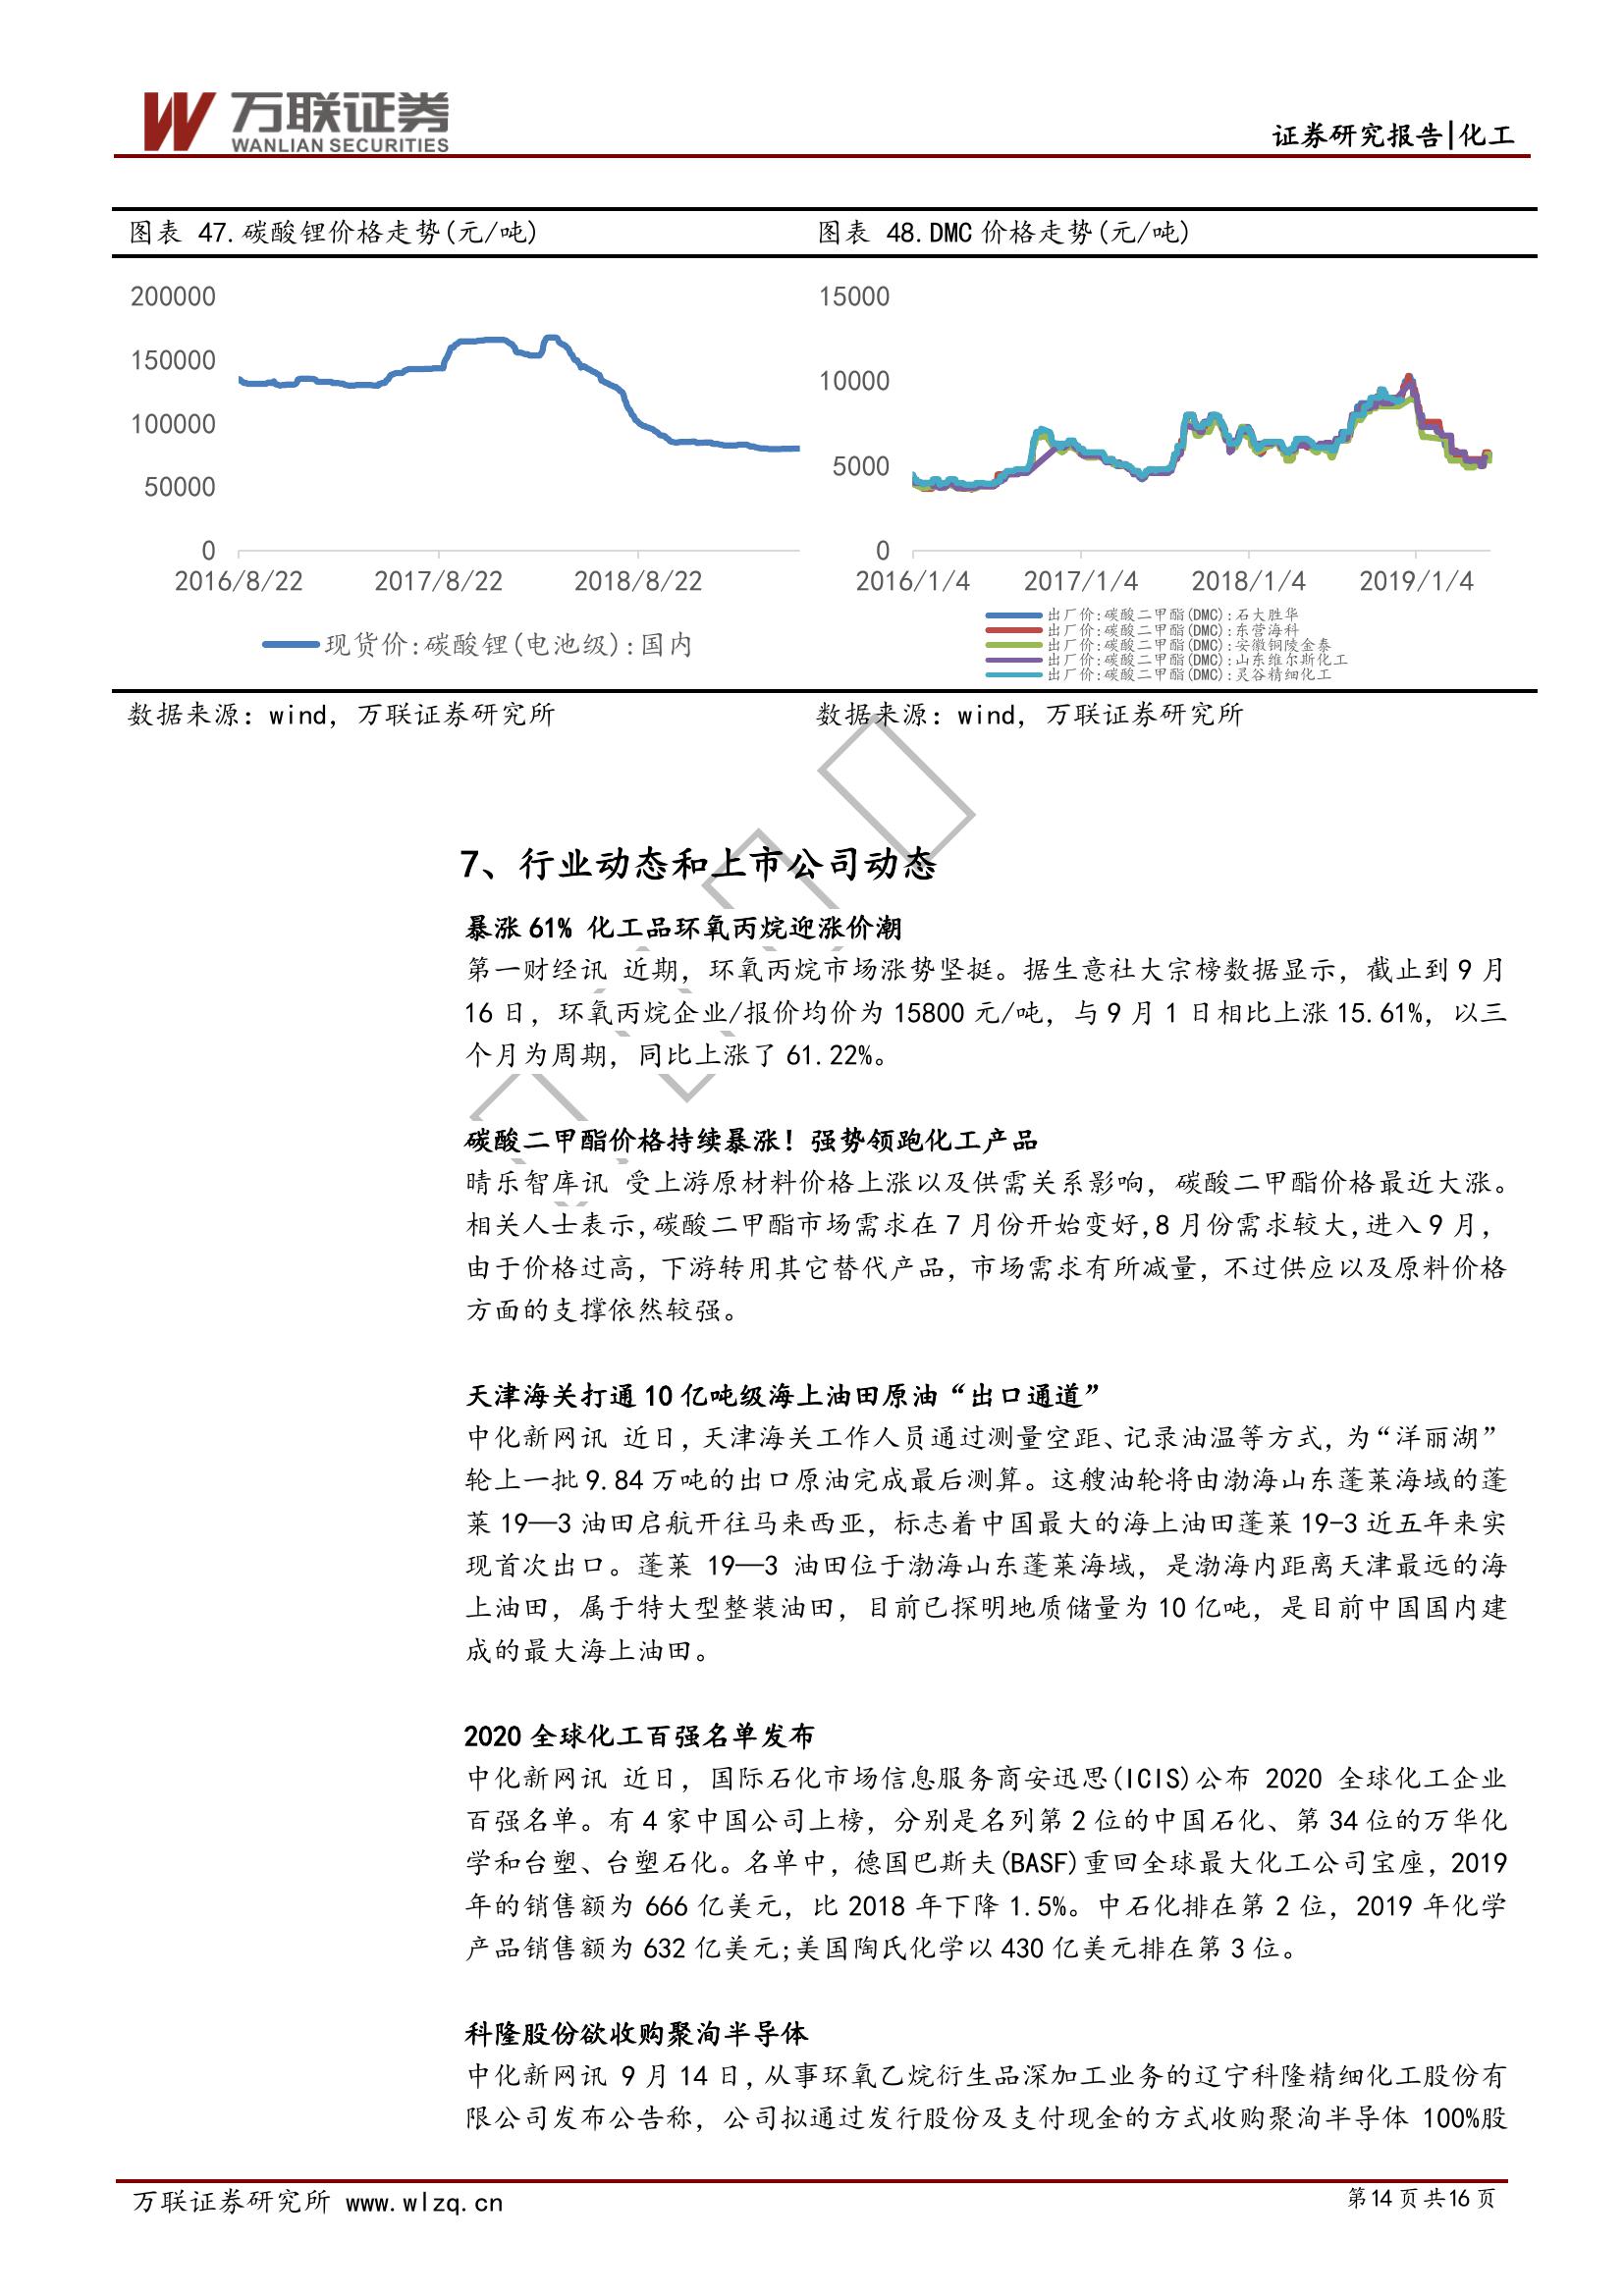 万联证券
WANLIAN SECURITIES
证券研究报告|化工
图表 47.碳酸锂价格走势(元/吨)
图表 48.DMC 价格走势(元/吨)
200000
150000
100000
50000
0
2016/8/22 2017/8/22 2018/8/22
现货价:碳酸锂(电池级):国内
15000
10000
5000
0
2016/1/4 2017/1/4 2018/1/4 2019/1/4
出厂价:碳酸二甲酯(DMC):石大胜华
出厂价:碳酸二甲酯(DMC):东营海科
出厂价:碳酸二甲酯(DMC):安徽铜陵金泰
出厂价:碳酸二甲酯(DMC):山东维尔斯化工
出厂价:碳酸二甲酯(DMC):灵谷精细化工
数据来源：wind，万联证券研究所
数据来源：wind，万联证券研究所
7、行业动态和上市公司动态
暴涨 61% 化工品环氧丙烷迎涨价潮
第一财经讯 近期，环氧丙烷市场涨势坚挺。据生意社大宗榜数据显示，截止到 9 月
16 日，环氧丙烷企业/报价均价为 15800 元/吨，与 9 月 1 日相比上涨 15.61%，以三
个月为周期，同比上涨了 61.22%。
碳酸二甲酯价格持续暴涨！强势领跑化工产品
晴乐智库讯 受上游原材料价格上涨以及供需关系影响，碳酸二甲酯价格最近大涨。
相关人士表示，碳酸二甲酯市场需求在 7 月份开始变好，8 月份需求较大，进入 9 月，
由于价格过高，下游转用其它替代产品，市场需求有所减量，不过供应以及原料价格
方面的支撑依然较强。
天津海关打通 10 亿吨级海上油田原油“出口通道”
中化新网讯 近日，天津海关工作人员通过测量空距、记录油温等方式，为“洋丽湖”
轮上一批 9.84 万吨的出口原油完成最后测算。这艘油轮将由渤海山东蓬莱海域的蓬
莱 19—3 油田启航开往马来西亚，标志着中国最大的海上油田蓬莱 19-3 近五年来实
现首次出口。蓬莱 19—3 油田位于渤海山东蓬莱海域，是渤海内距离天津最远的海
上油田，属于特大型整装油田，目前已探明地质储量为 10 亿吨，是目前中国国内建
成的最大海上油田。
2020 全球化工百强名单发布
中化新网讯 近日，国际石化市场信息服务商安迅思(ICIS)公布 2020 全球化工企业
百强名单。有 4 家中国公司上榜，分别是名列第 2 位的中国石化、第 34 位的万华化
学和台塑、台塑石化。名单中，德国巴斯夫(BASF)重回全球最大化工公司宝座，2019
年的销售额为 666 亿美元，比 2018 年下降 1.5%。中石化排在第 2 位，2019 年化学
产品销售额为 632 亿美元;美国陶氏化学以 430 亿美元排在第 3 位。
科隆股份欲收购聚洵半导体
中化新网讯 9 月 14 日，从事环氧乙烷衍生品深加工业务的辽宁科隆精细化工股份有
限公司发布公告称，公司拟通过发行股份及支付现金的方式收购聚洵半导体 100%股
万联证券研究所 www.wlzq.cn
第14页共16页